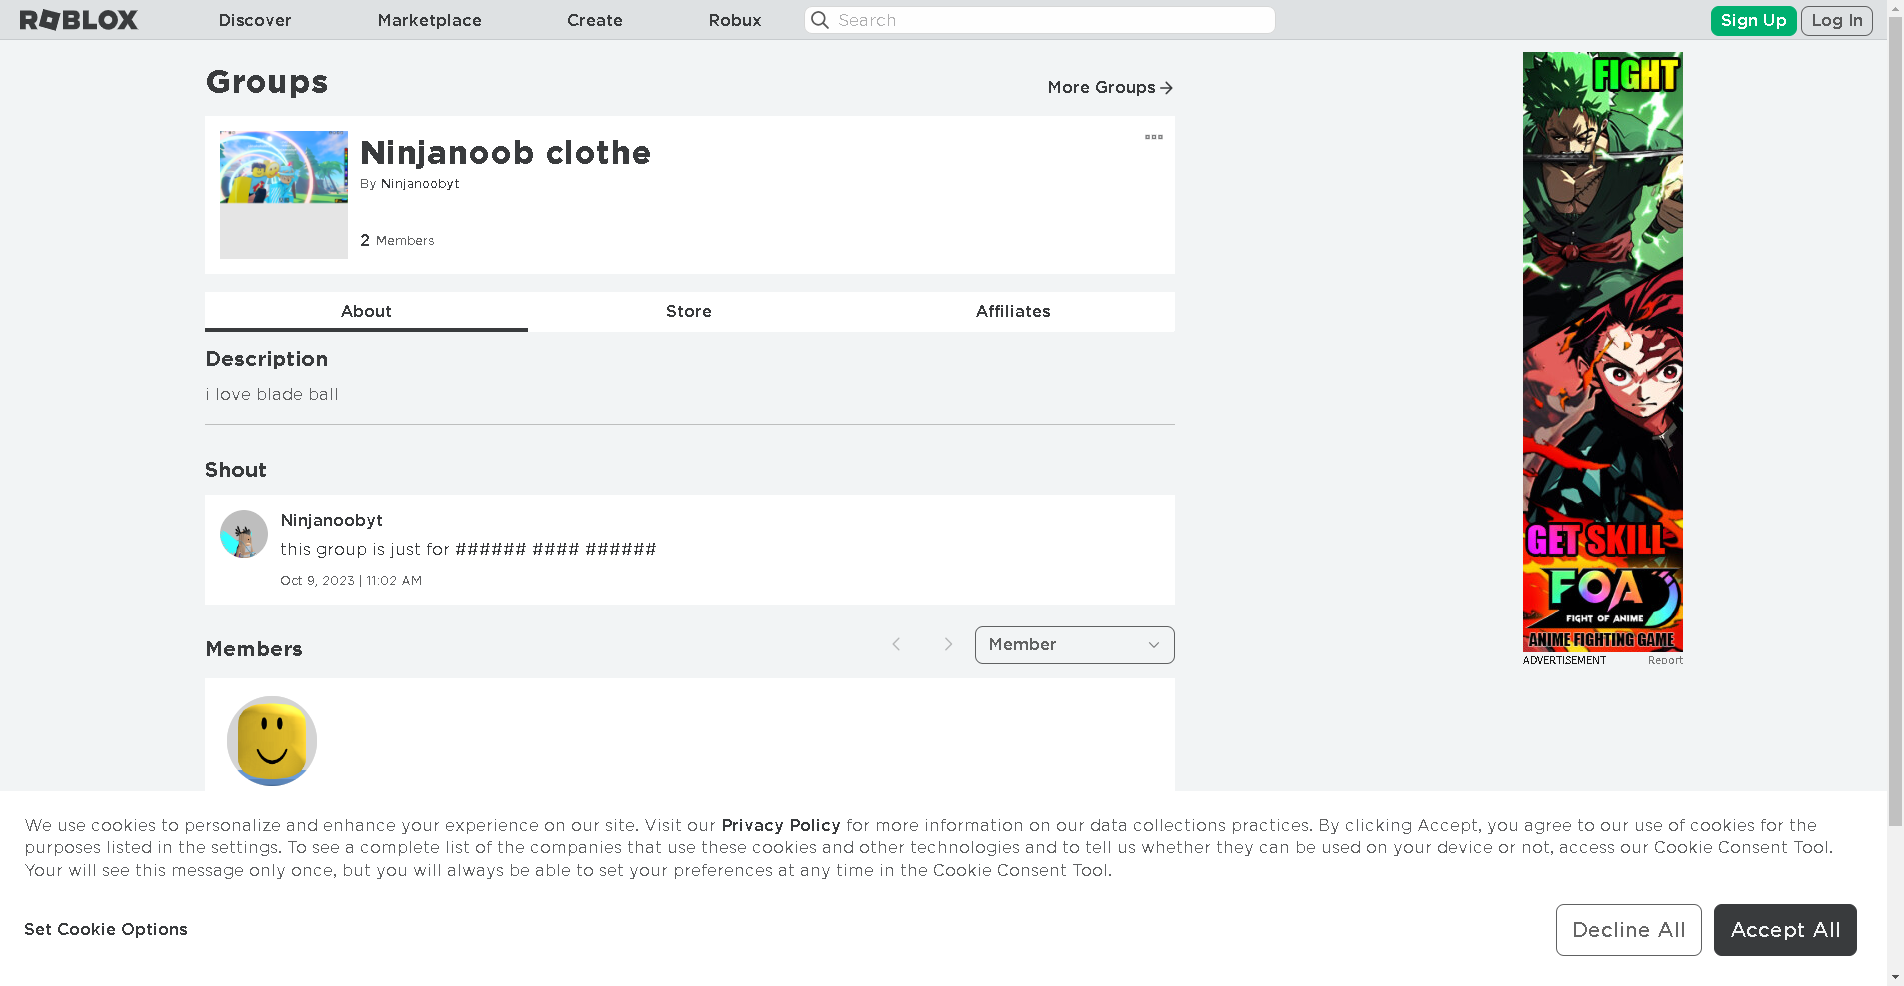 ROBLOX
Discover
Marketplace
Create
Robux
Search
Sign Up
Log In
Groups
More Groups
Ninjanoob clothe
By Ninjanoobyt
2 Members
About
Store
Affiliates
Description
i love blade ball
Shout
Ninjanoobyt
this group is just for ###### #### ######
Oct 9, 2023 | 11:02 AM
Members
Member
FIGHT
GET SKILL
FOA
FIGHT OF ANIME
ANIME FIGHTING GAME
ADVERTISEMENT
Report
We use cookies to personalize and enhance your experience on our site. Visit our Privacy Policy for more information on our data collections practices. By clicking Accept, you agree to our use of cookies for the
purposes listed in the settings. To see a complete list of the companies that use these cookies and other technologies and to tell us whether they can be used on your device or not, access our Cookie Consent Tool.
Your will see this message only once, but you will always be able to set your preferences at any time in the Cookie Consent Tool.
Set Cookie Options
Decline All
Accept All